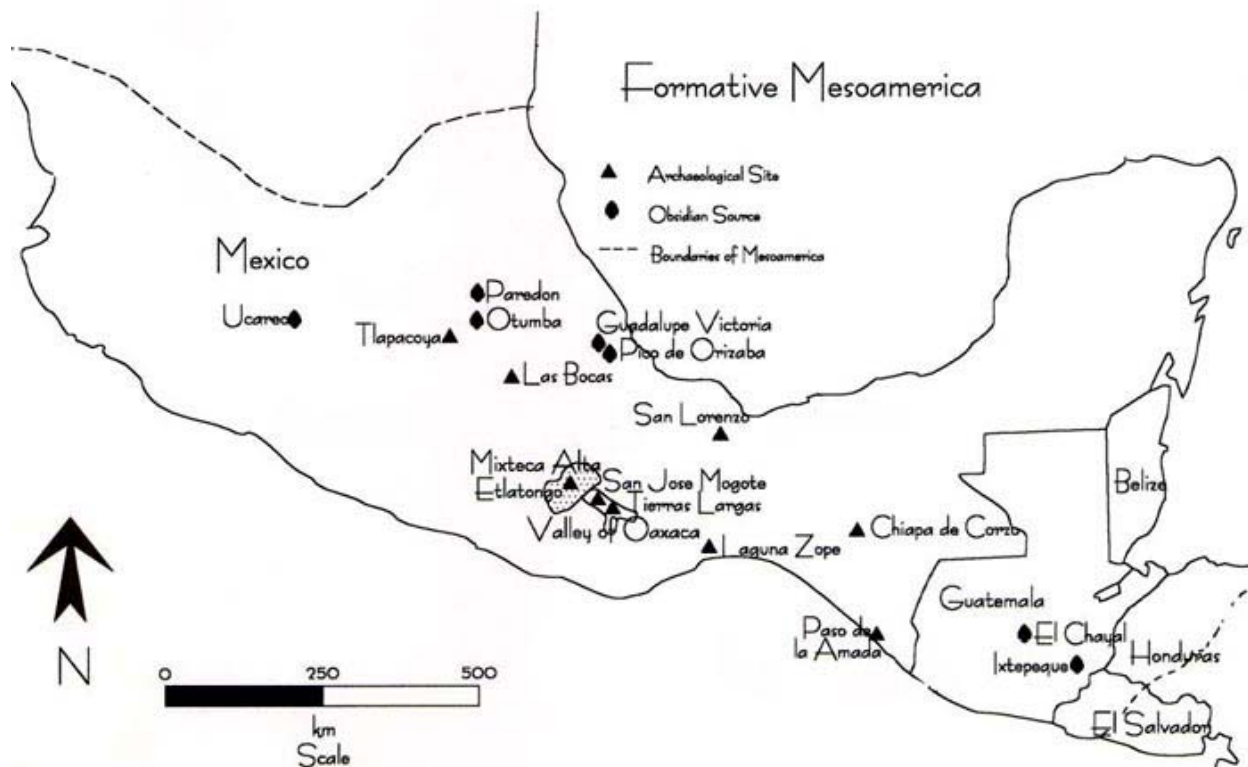 Formative Mesoamerica
Archaeological Site
Obsidian Source
Boundaries of Mesoamerica
Mexico
Paredon
Ucareo
Otumba
Guadalupe Victoria
Tlapacoya
Pico de Orizaba
Las Bocas
San Lorenzo
Mixteca Alta
San Jose Mogote
Etlatongo
Tierras Largas
Belize
Valley of Oaxaca
Chiapa de Corzo
Laguna Zope
Guatemala
Paso de
la Amada
El Chayal
Honduras
Ixtepeque
N
0 250 500
km
Scale
El Salvador